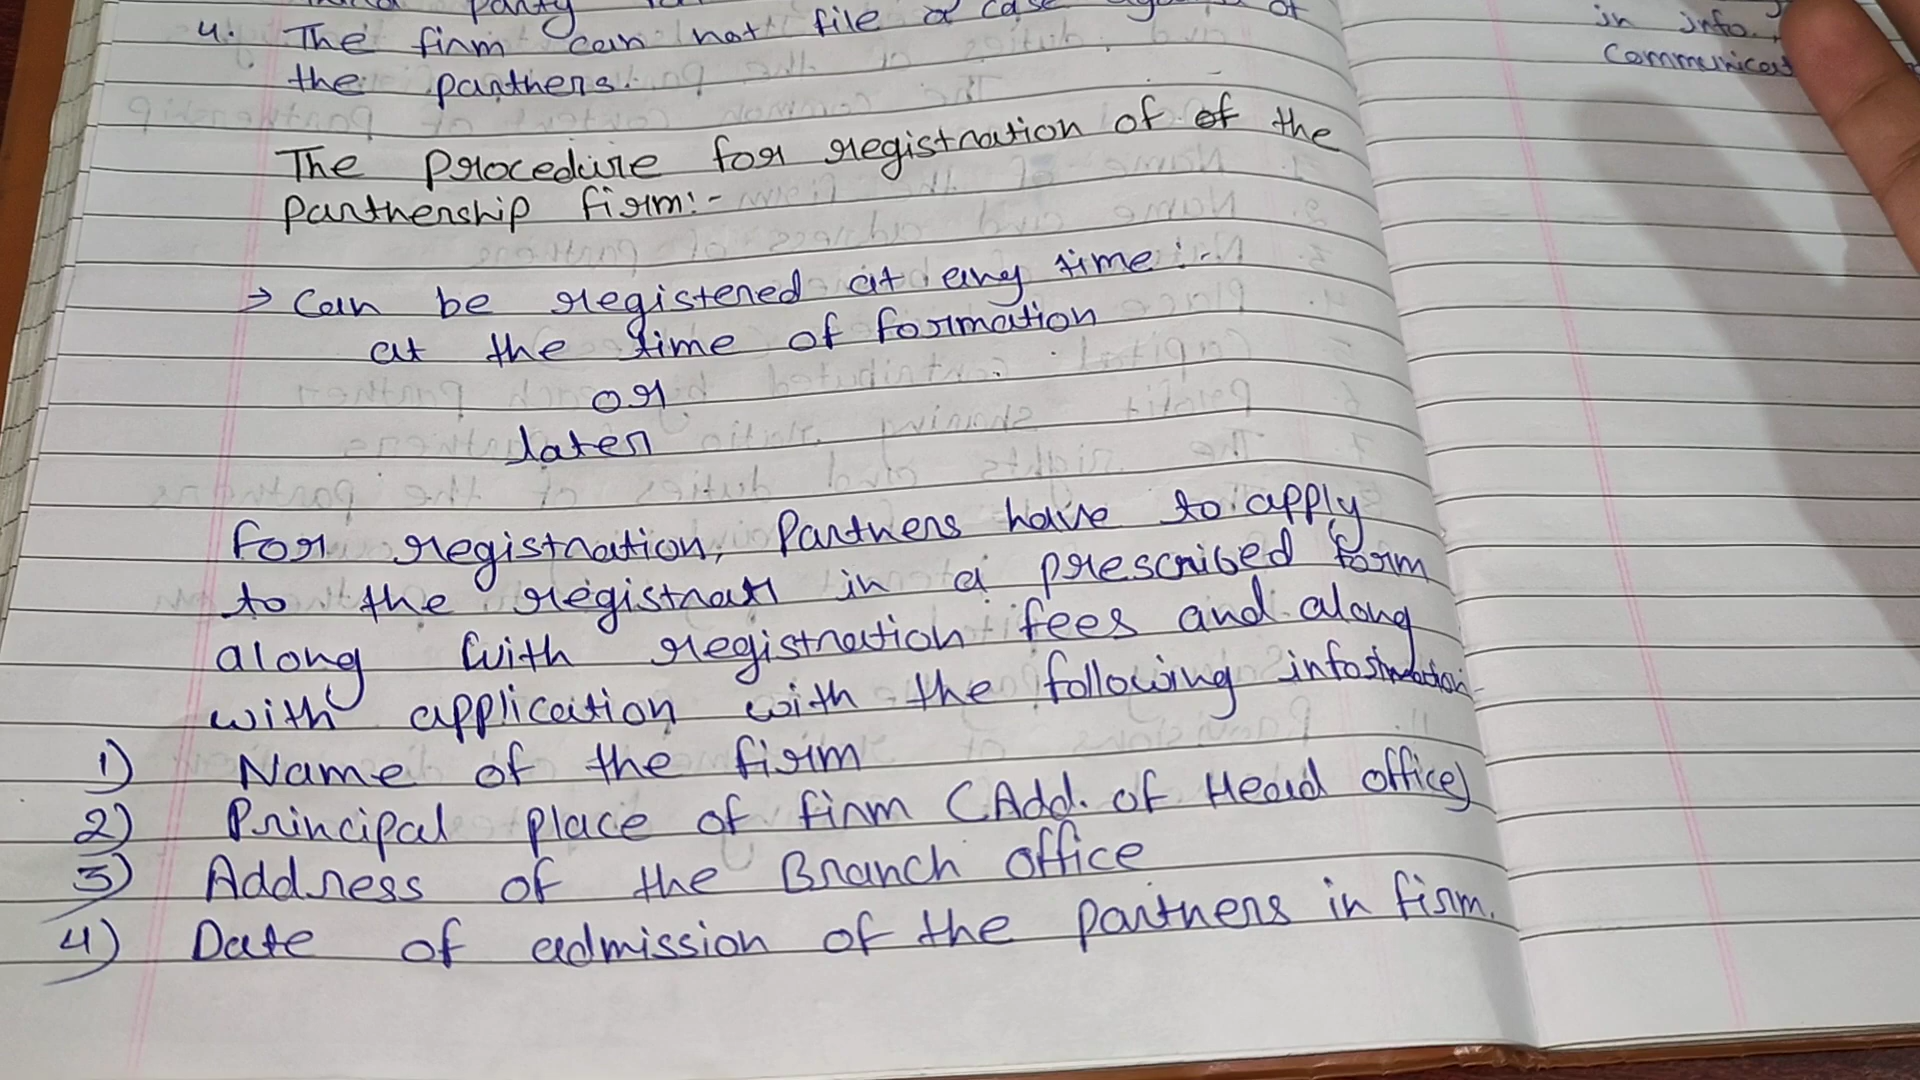 party
4. The firm can not file a case
the partners.
The Procedure for registration of of the
partnership firm:-
→ Can be registered at any time :-
at the time of formation
or
later
For registration, Partners have to apply
to the registrar in a prescribed form
along with registration fees and along
with application with the following information-
1) Name of the firm
2) Principal place of firm (Add. of Head office)
3) Address of the Branch office
4) Date of admission of the partners in firm.
in info.